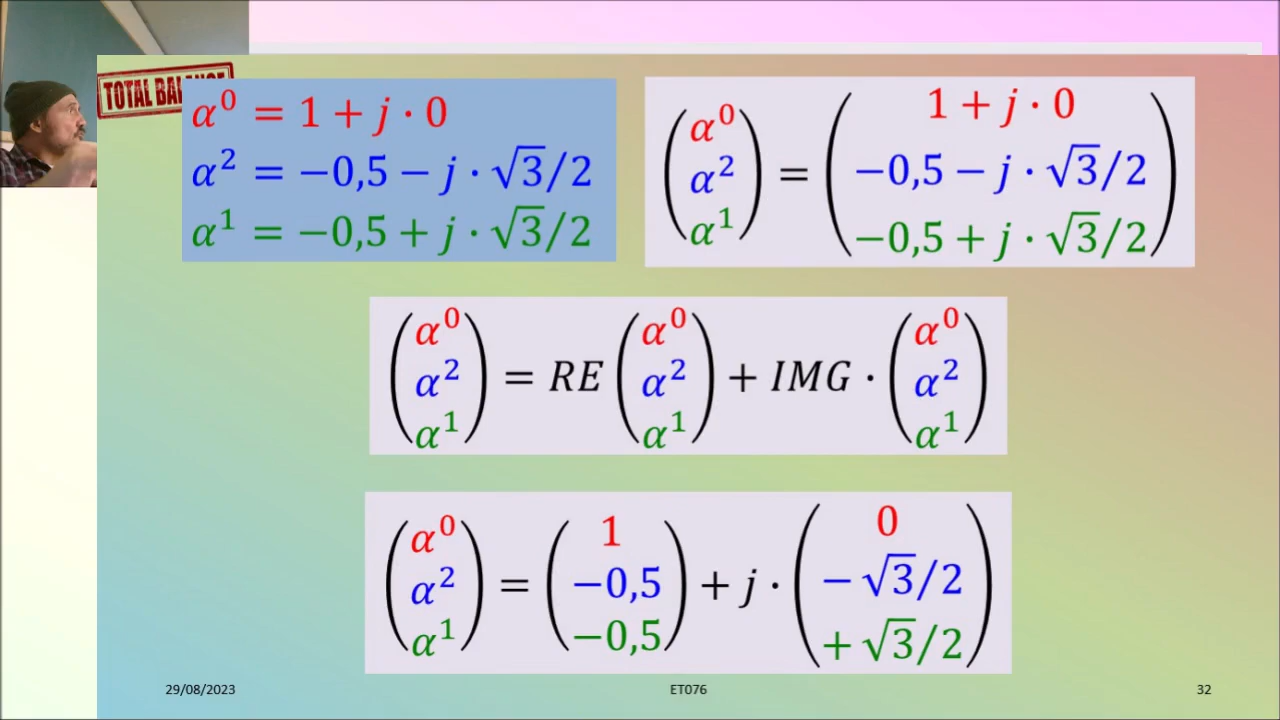 TOTAL BALANCE
α⁰ = 1 + j · 0
α² = −0,5 − j · √3/2
α¹ = −0,5 + j · √3/2
(α⁰ α² α¹) = (1 + j · 0 −0,5 − j · √3/2 −0,5 + j · √3/2)
(α⁰ α² α¹) = RE (α⁰ α² α¹) + IMG · (α⁰ α² α¹)
(α⁰ α² α¹) = (1 −0,5 −0,5) + j · (0 − √3/2 + √3/2)
29/08/2023 ET076 32